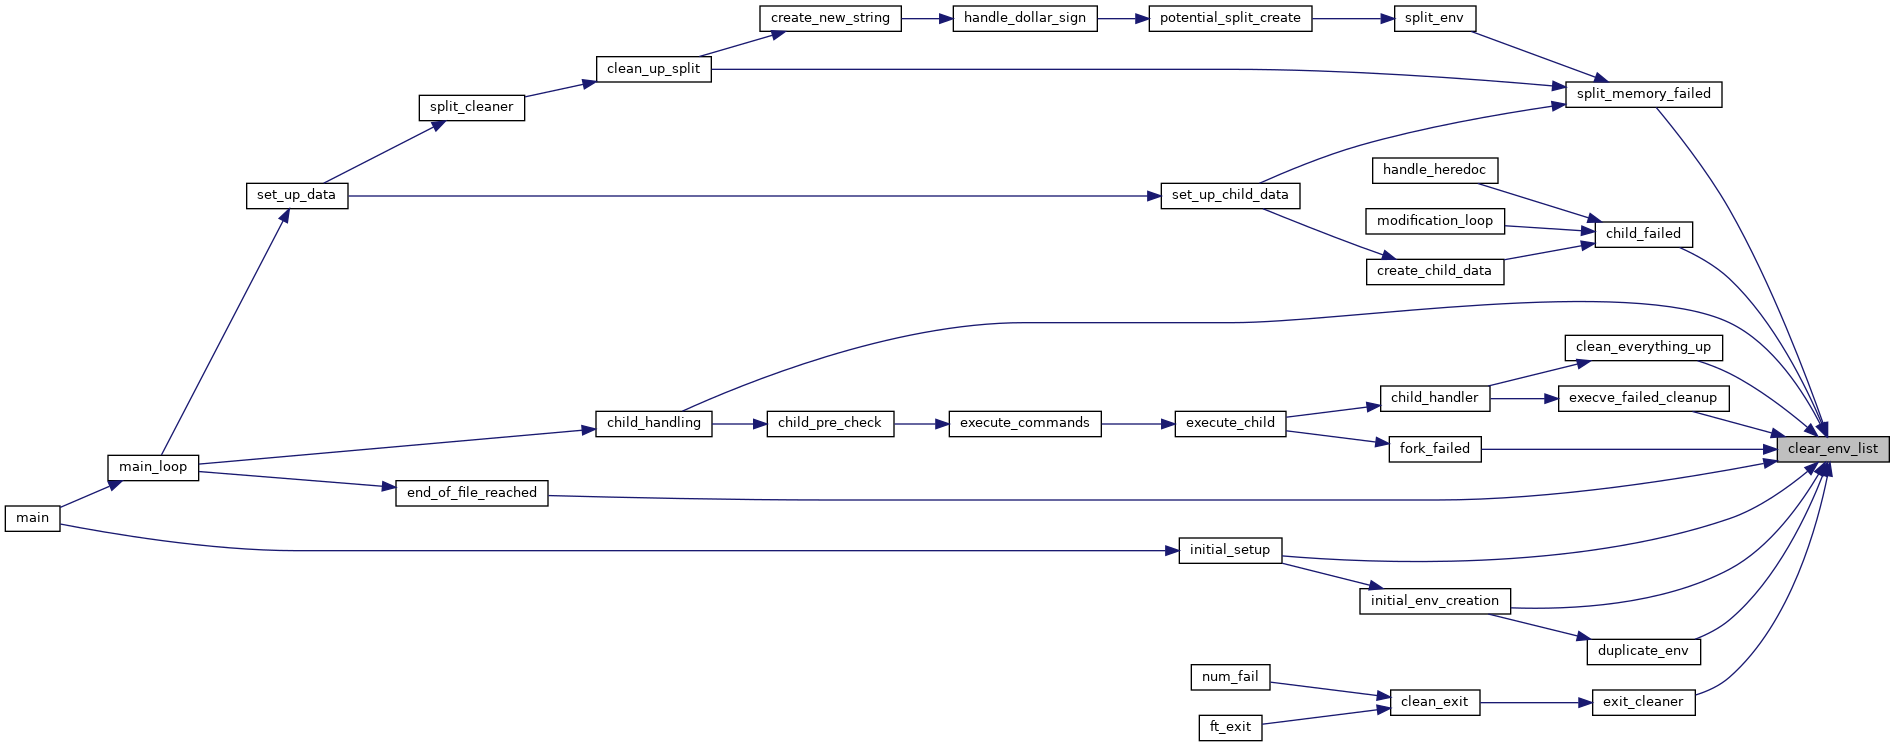 create_new_string
handle_dollar_sign
potential_split_create
split_env
clean_up_split
split_memory_failed
split_cleaner
handle_heredoc
set_up_data
set_up_child_data
modification_loop
child_failed
create_child_data
clean_everything_up
child_handler
execve_failed_cleanup
child_handling
child_pre_check
execute_commands
execute_child
fork_failed
clear_env_list
main_loop
end_of_file_reached
main
initial_setup
initial_env_creation
duplicate_env
num_fail
clean_exit
exit_cleaner
ft_exit